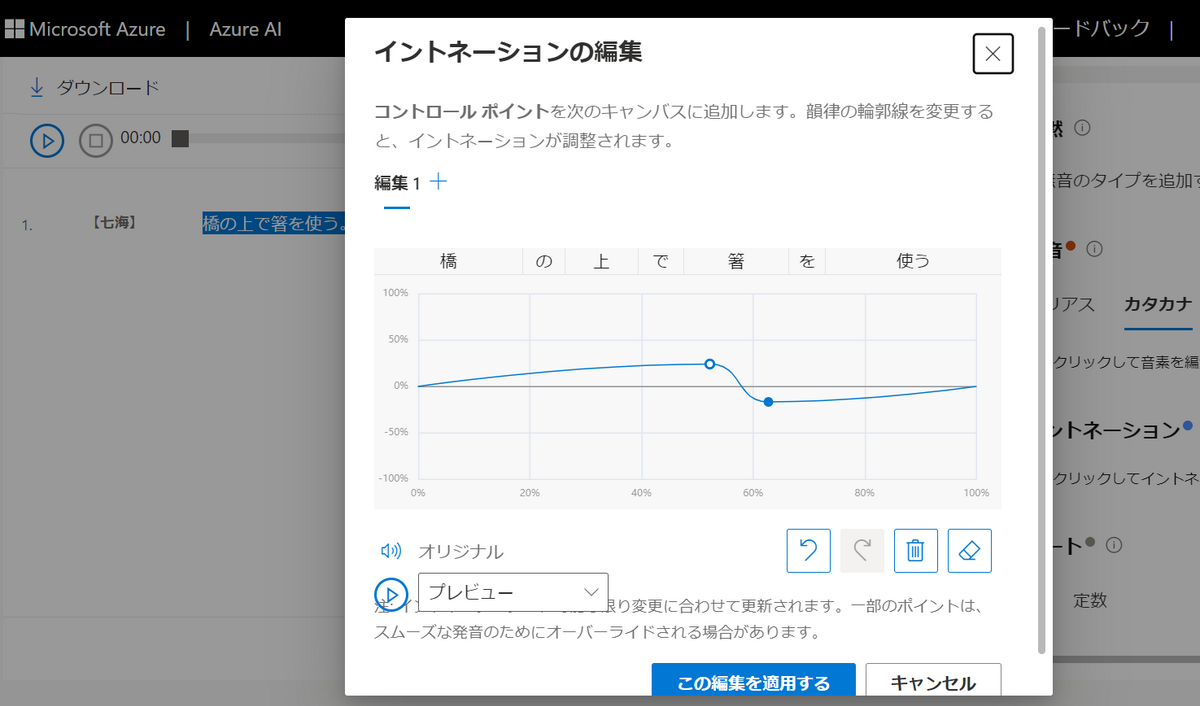 Microsoft Azure | Azure AI
ードバック |
ダウンロード
00:00
1. 【七海】 橋の上で箸を使う。
イントネーションの編集
コントロール ポイントを次のキャンバスに追加します。韻律の輪郭線を変更する
と、イントネーションが調整されます。
編集 1
橋 の 上 で 箸 を 使う
100%
50%
0%
-50%
-100%
0% 20% 40% 60% 80% 100%
オリジナル
プレビュー
限り変更に合わせて更新されます。一部のポイントは、
スムーズな発音のためにオーバーライドされる場合があります。
この編集を適用する キャンセル
音のタイプを追加す
リアス カタカナ
クリックして音素を編
ントネーション
クリックしてイントネ
ート
定数